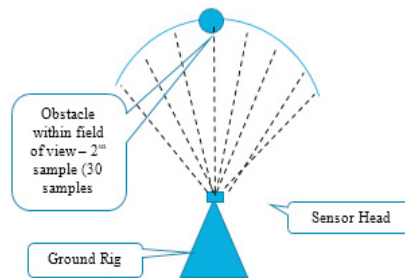 Obstacle
within field
of view – 2ⁿᵈ
sample (30
samples
Sensor Head
Ground Rig